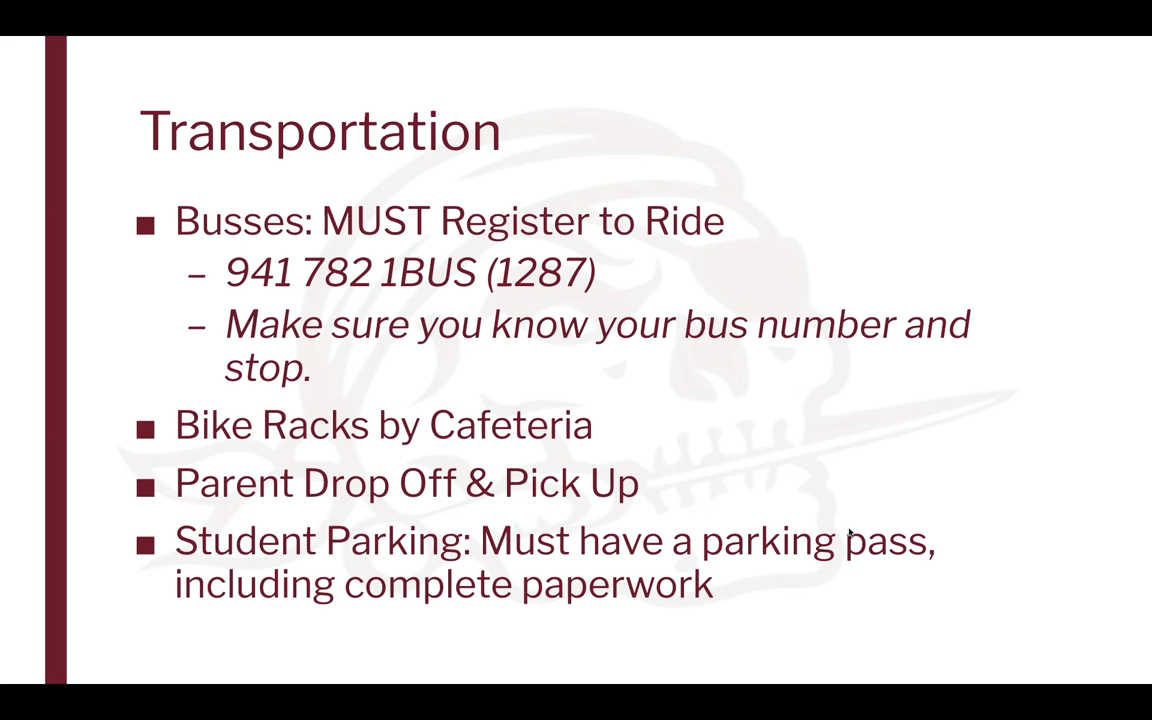 Transportation
■ Busses: MUST Register to Ride
– 941 782 1BUS (1287)
– Make sure you know your bus number and
stop.
■ Bike Racks by Cafeteria
■ Parent Drop Off & Pick Up
■ Student Parking: Must have a parking pass,
including complete paperwork